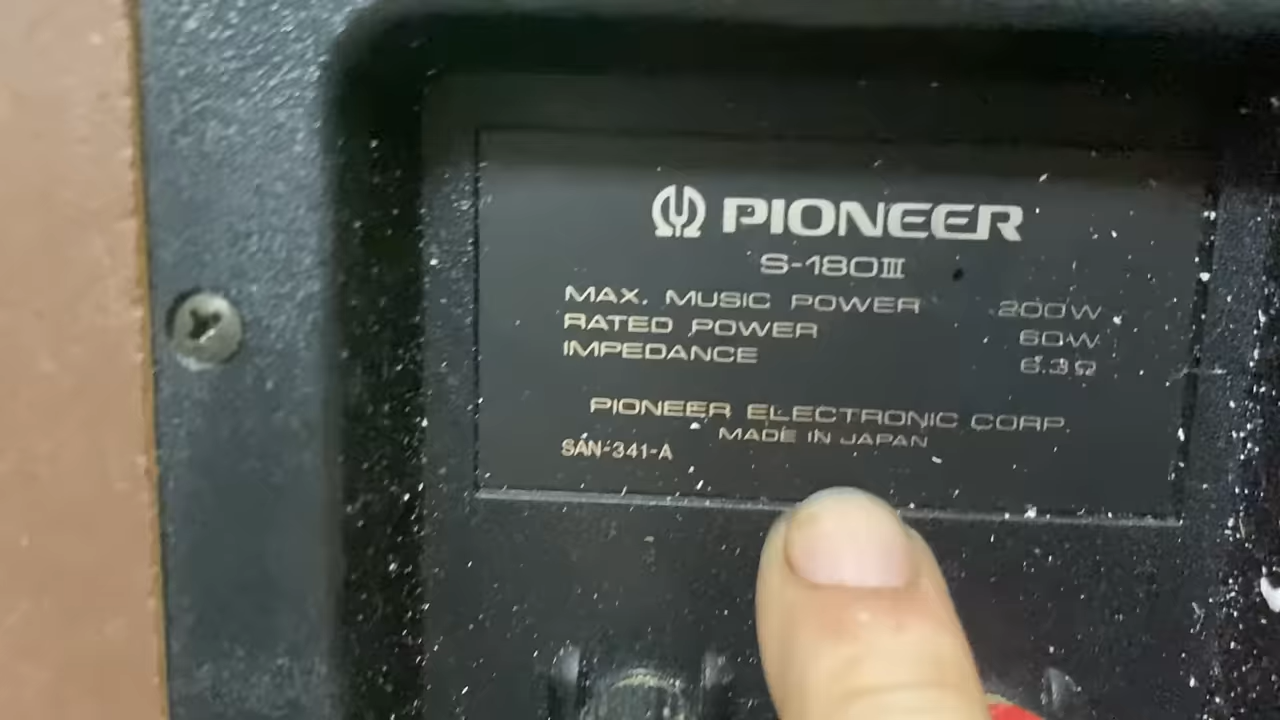 PIONEER
S-180III
MAX. MUSIC POWER 200W
RATED POWER 60W
IMPEDANCE 6.3Ω
PIONEER ELECTRONIC CORP.
MADE IN JAPAN
SAN-341-A